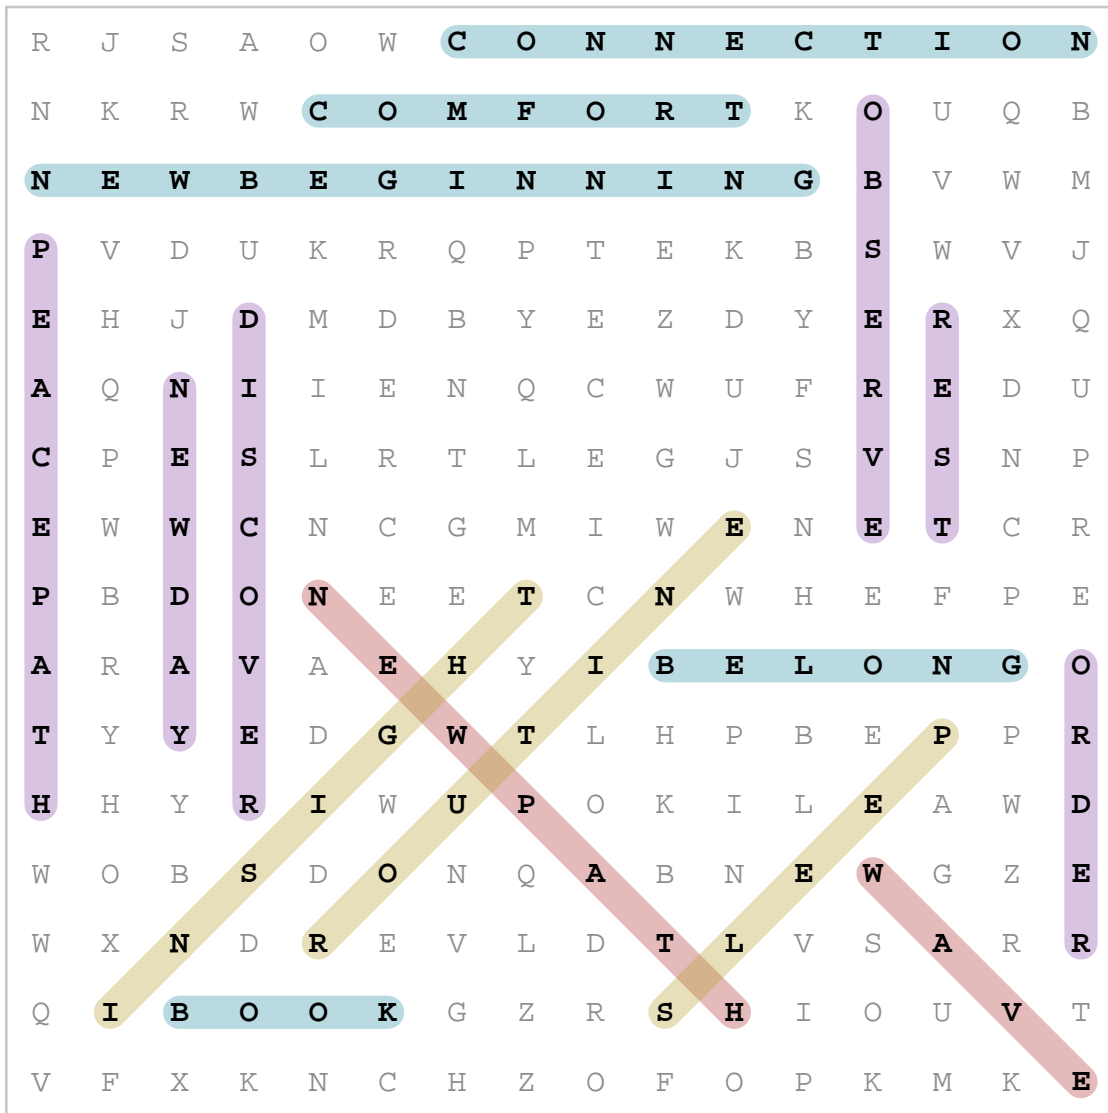 R J S A O W C O N N E C T I O N
N K R W C O M F O R T K O U Q B
N E W B E G I N N I N G B V W M
P V D U K R Q P T E K B S W V J
E H J D M D B Y E Z D Y E R X Q
A Q N I I E N Q C W U F R E D U
C P E S L R T L E G J S V S N P
E W W C N C G M I W E N E T C R
P B D O N E E T C N W H E F P E
A R A V A E H Y I B E L O N G O
T Y Y E D G W T L H P B E P P R
H H Y R I W U P O K I L E A W D
W O B S D O N Q A B N E W G Z E
W X N D R E V L D T L V S A R R
Q I B O O K G Z R S H I O U V T
V F X K N C H Z O F O P K M K E